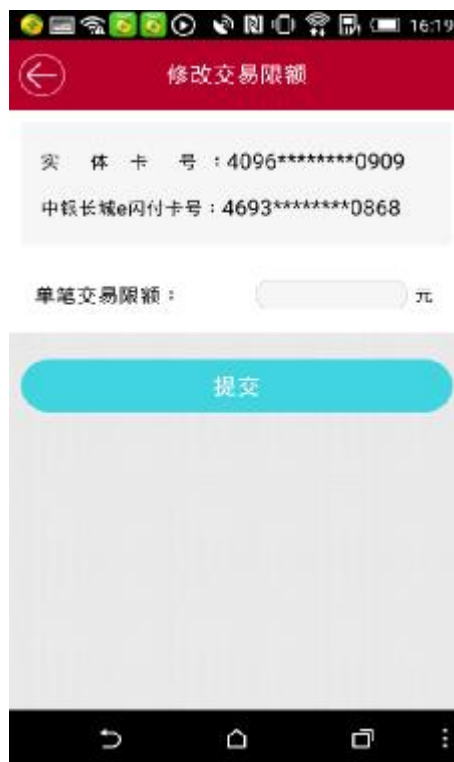 16:19
修改交易限额
实体卡号：4096********0909
中银长城e闪付卡号：4693********0868
单笔交易限额： 元
提交